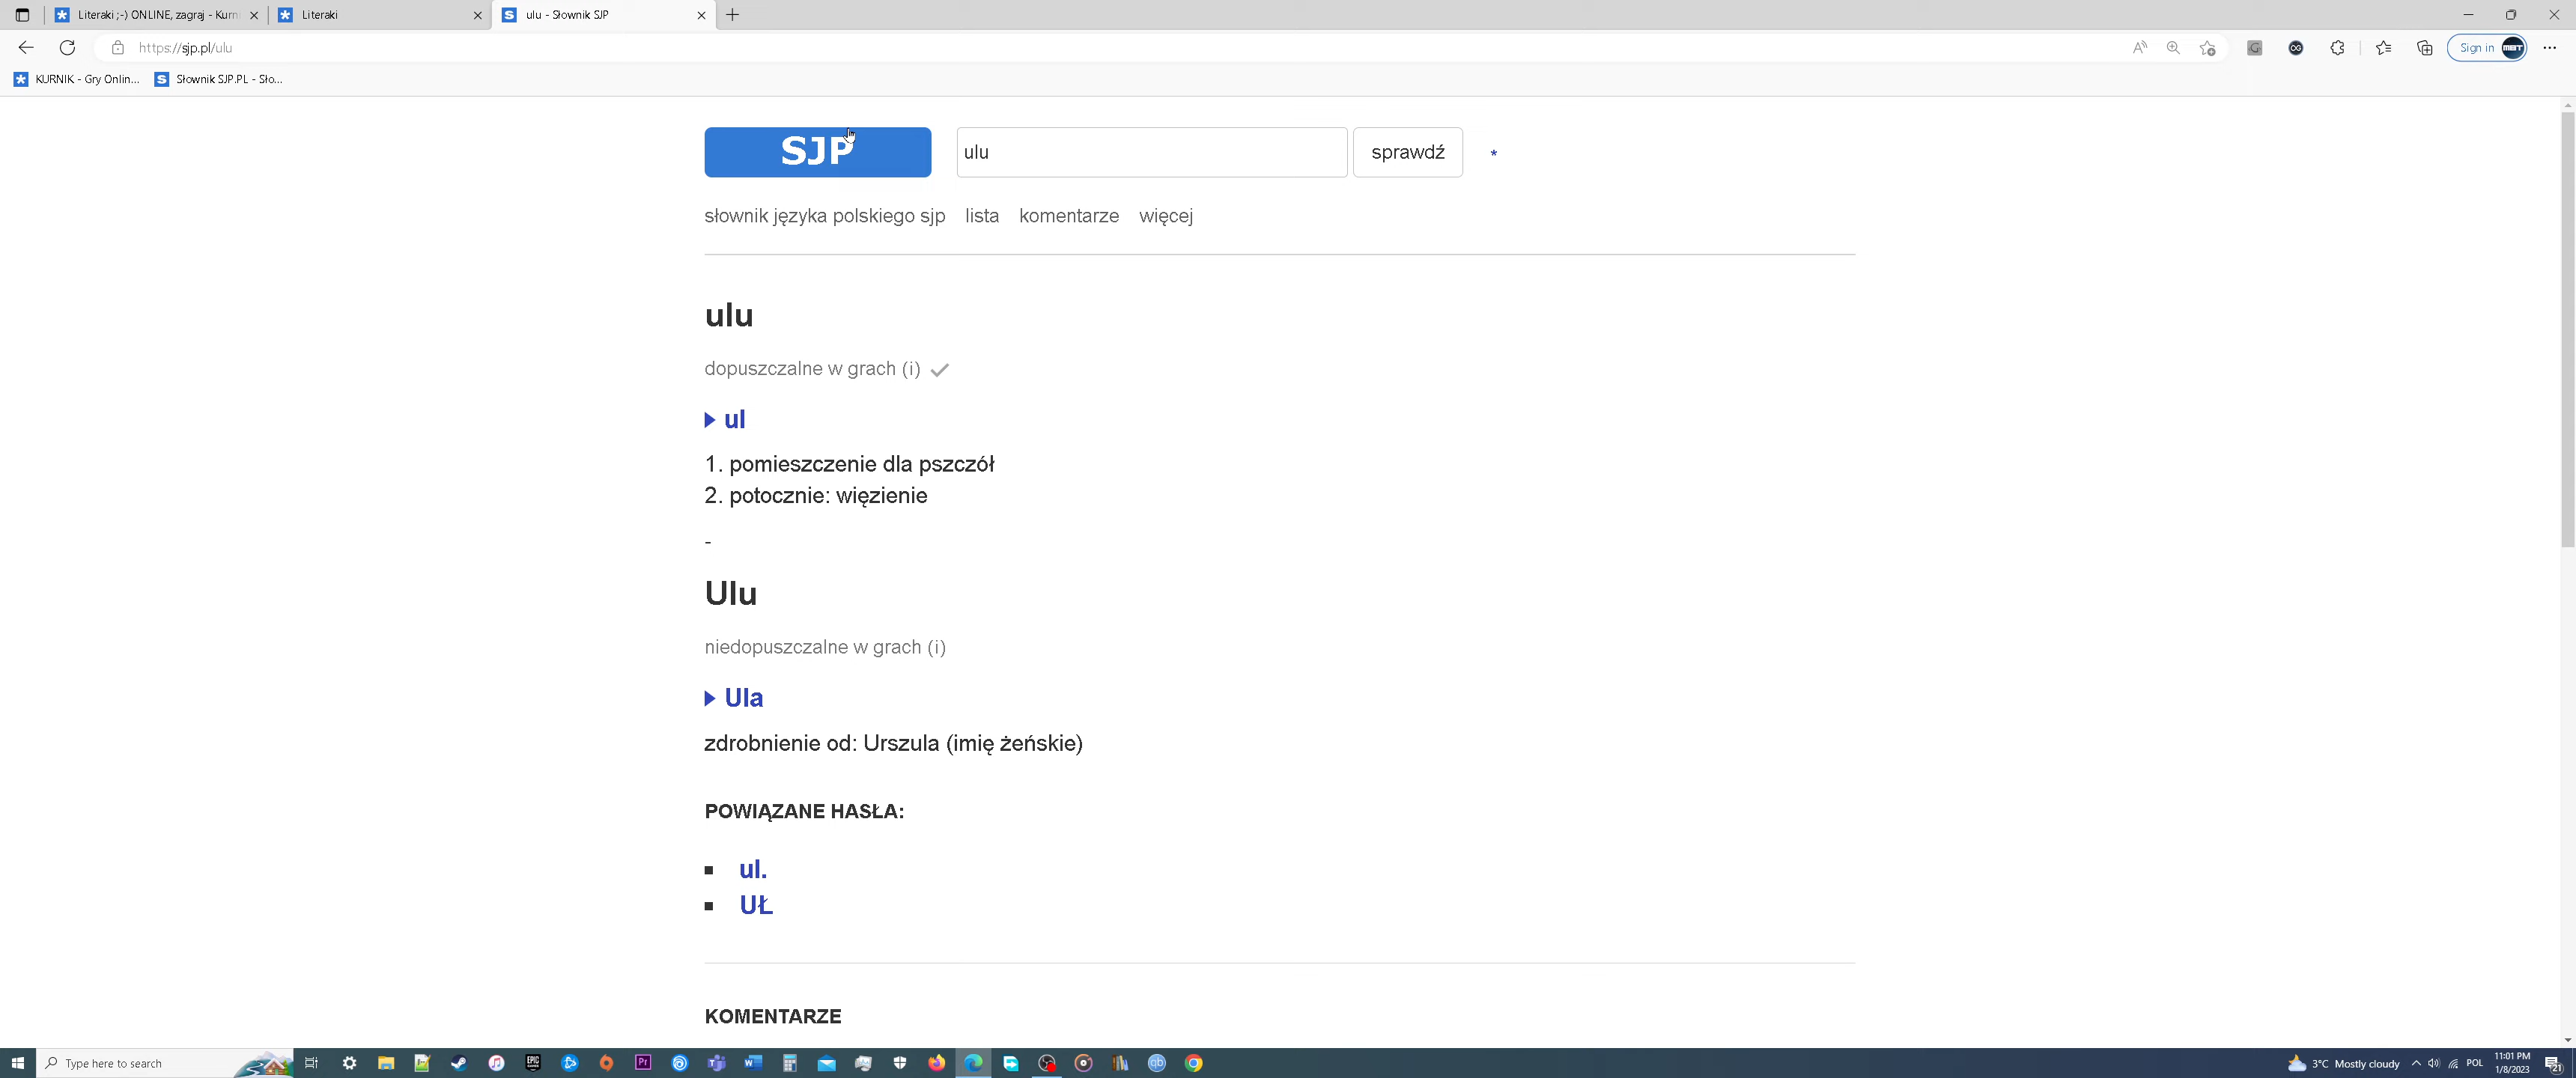 Literaki ;-) ONLINE, zagraj - Kurni
Literaki
ulu - Słownik SJP
https://sjp.pl/ulu
Sign in
KURNIK - Gry Onlin...
Słownik SJP.PL - Sło...
SJP
ulu
sprawdź
*
słownik języka polskiego sjp lista komentarze więcej
ulu
dopuszczalne w grach (i)
ul
1. pomieszczenie dla pszczół
2. potocznie: więzienie
-
Ulu
niedopuszczalne w grach (i)
Ula
zdrobnienie od: Urszula (imię żeńskie)
POWIĄZANE HASŁA:
ul.
UŁ
KOMENTARZE
Type here to search
3°C Mostly cloudy
POL
11:01 PM
1/8/2023
21